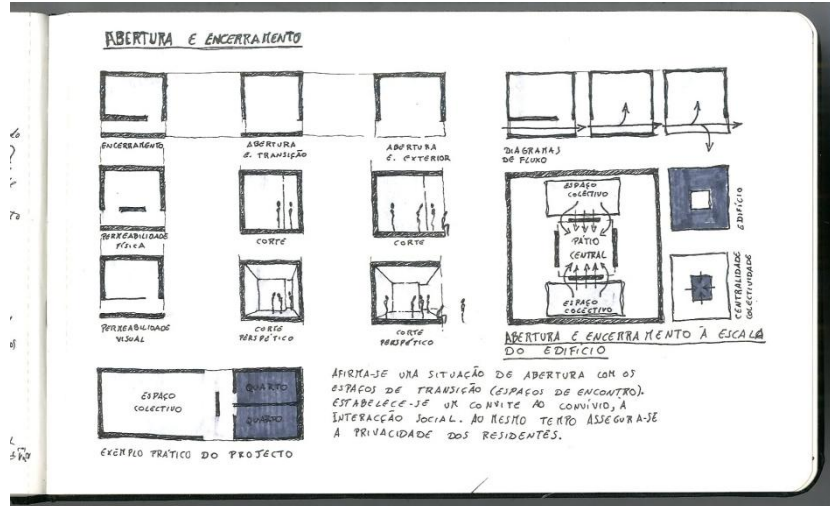 ABERTURA E ENCERRAMENTO
ENCERRAMENTO
ABERTURA
E. TRANSIÇÃO
ABERTURA
E. EXTERIOR
PERMEABILIDADE
FÍSICA
CORTE
CORTE
PERMEABILIDADE
VISUAL
CORTE
PERSPÉTICO
CORTE
PERSPÉTICO
ESPAÇO
COLECTIVO
QUARTO
QUARTO
EXEMPLO PRÁTICO DO PROJECTO
DIAGRAMAS
DE FLUXO
ESPAÇO
COLECTIVO
PÁTIO
CENTRAL
ESPAÇO
COLECTIVO
EDIFÍCIO
CENTRALIDADE
COLECTIVIDADE
ABERTURA E ENCERRAMENTO À ESCALA
DO EDIFÍCIO
AFIRMA-SE UMA SITUAÇÃO DE ABERTURA COM OS
ESPAÇOS DE TRANSIÇÃO (ESPAÇOS DE ENCONTRO).
ESTABELECE-SE UM CONVITE AO CONVÍVIO, À
INTERACÇÃO SOCIAL. AO MESMO TEMPO ASSEGURA-SE
A PRIVACIDADE DOS RESIDENTES.